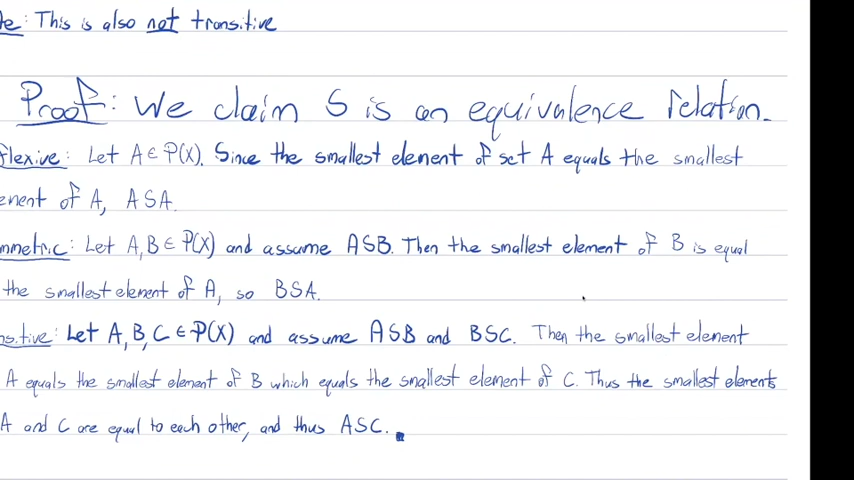 te: This is also not transitive
Proof: We claim S is an equivalence relation.
flexive: Let A ∈ P(X). Since the smallest element of set A equals the smallest
ement of A, ASA.
mmetric: Let A, B ∈ P(X) and assume ASB. Then the smallest element of B is equal
the smallest element of A, so BSA.
nsitive: Let A, B, C ∈ P(X) and assume ASB and BSC. Then the smallest element
A equals the smallest element of B which equals the smallest element of C. Thus the smallest elements
A and C are equal to each other, and thus ASC.